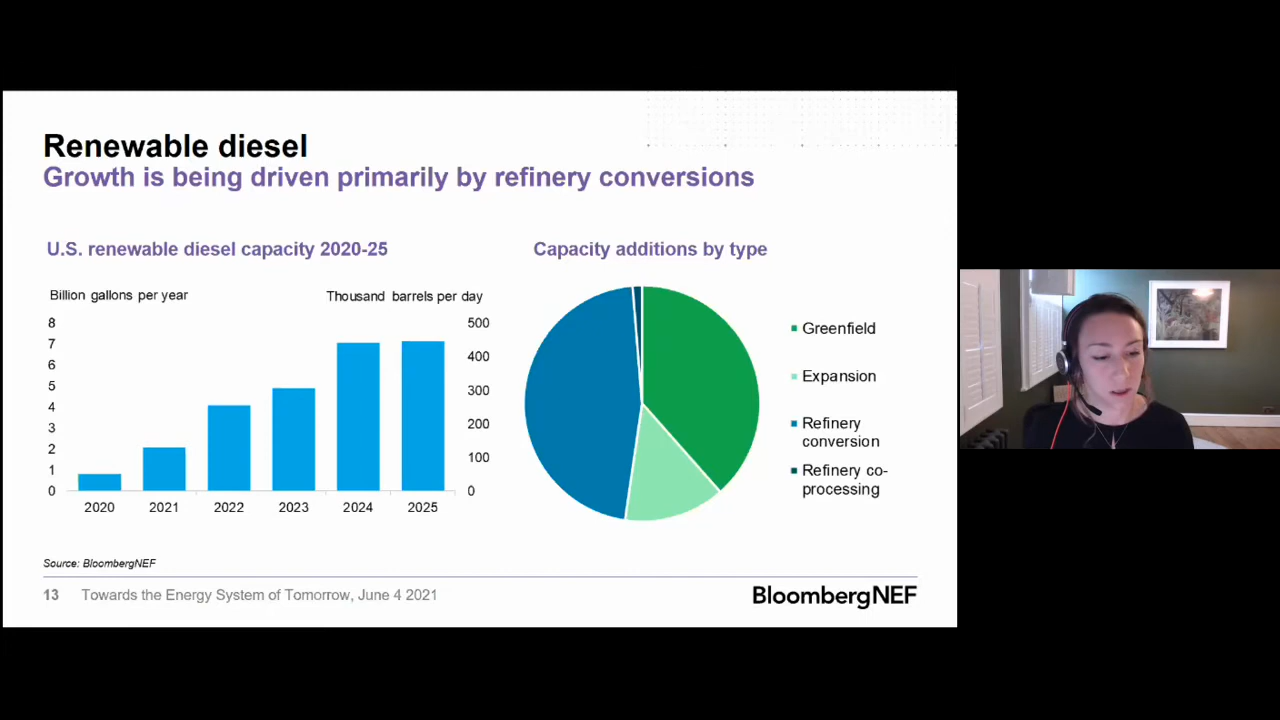 Renewable diesel
Growth is being driven primarily by refinery conversions
U.S. renewable diesel capacity 2020-25
Billion gallons per year
Thousand barrels per day
8
7
6
5
4
3
2
1
0
500
400
300
200
100
0
2020 2021 2022 2023 2024 2025
Capacity additions by type
Greenfield
Expansion
Refinery
conversion
Refinery co-
processing
Source: BloombergNEF
13 Towards the Energy System of Tomorrow, June 4 2021
BloombergNEF